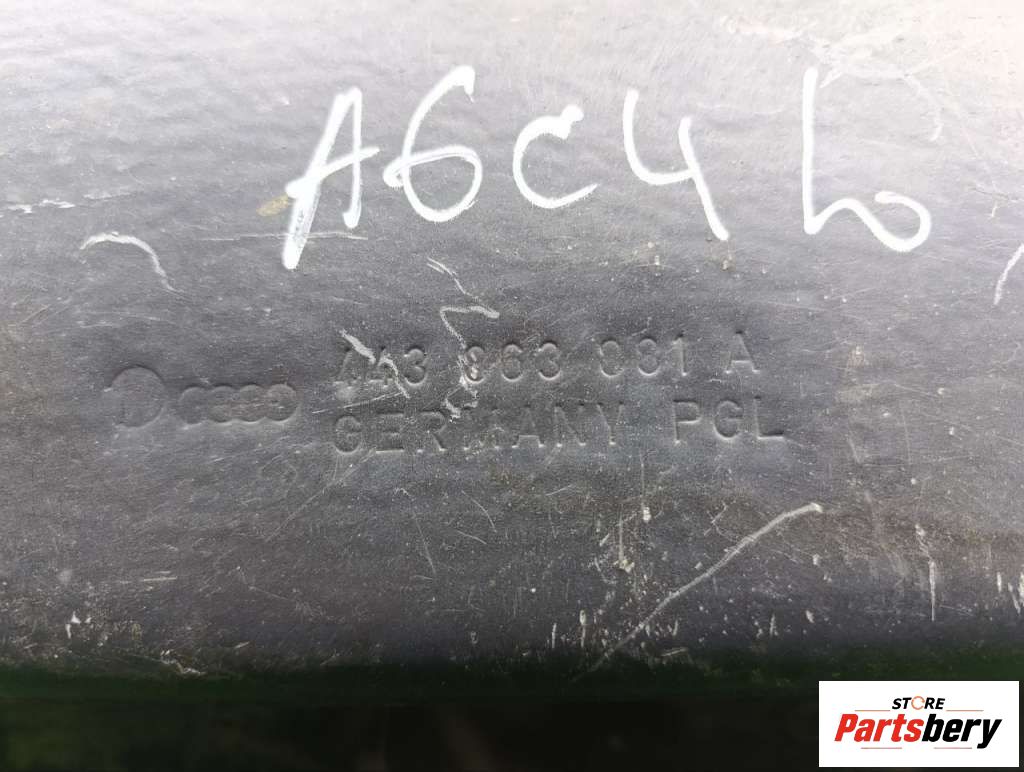 A6C4 L
443 863 081 A
GERMANY PGL
STORE
Partsbery